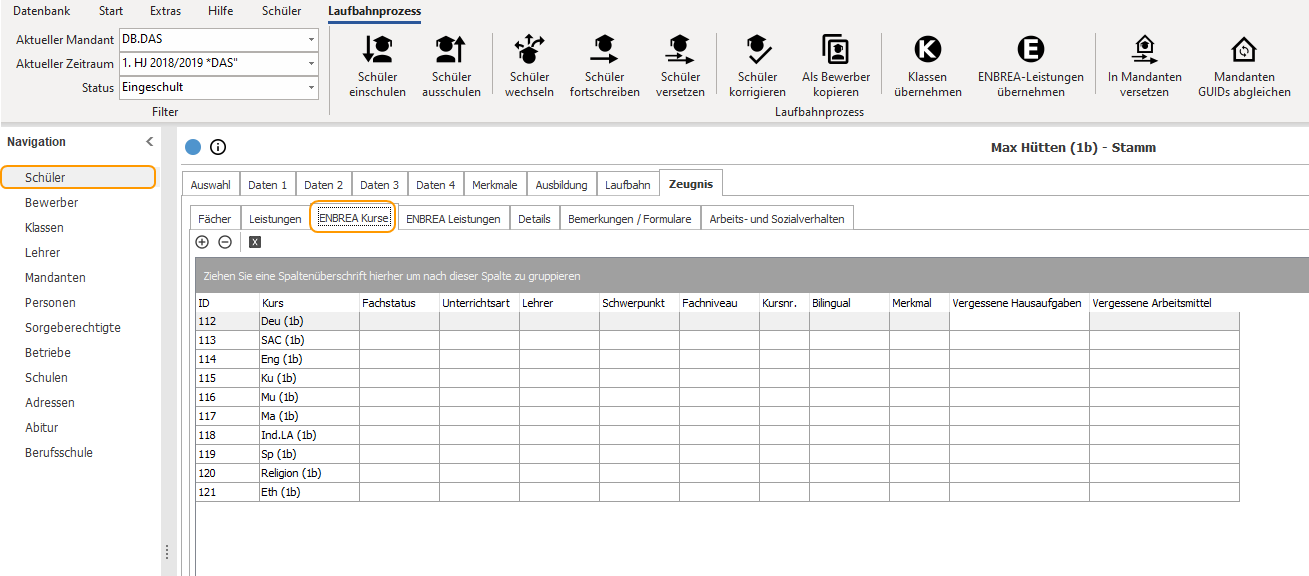 Datenbank Start Extras Hilfe Schüler Laufbahnprozess
Aktueller Mandant DB.DAS
Aktueller Zeitraum 1. HJ 2018/2019 *DAS"
Status Eingeschult
Filter
Schüler einschulen
Schüler ausschulen
Schüler wechseln
Schüler fortschreiben
Schüler versetzen
Schüler korrigieren
Als Bewerber kopieren
K
Klassen übernehmen
E
ENBREA-Leistungen übernehmen
In Mandanten versetzen
Mandanten GUIDs abgleichen
Laufbahnprozess
Navigation
Schüler
Bewerber
Klassen
Lehrer
Mandanten
Personen
Sorgeberechtigte
Betriebe
Schulen
Adressen
Abitur
Berufsschule
Max Hütten (1b) - Stamm
Auswahl Daten 1 Daten 2 Daten 3 Daten 4 Merkmale Ausbildung Laufbahn Zeugnis
Fächer Leistungen ENBREA Kurse ENBREA Leistungen Details Bemerkungen / Formulare Arbeits- und Sozialverhalten
X
Ziehen Sie eine Spaltenüberschrift hierher um nach dieser Spalte zu gruppieren
ID Kurs Fachstatus Unterrichtsart Lehrer Schwerpunkt Fachniveau Kursnr. Bilingual Merkmal Vergessene Hausaufgaben Vergessene Arbeitsmittel
112 Deu (1b)
113 SAC (1b)
114 Eng (1b)
115 Ku (1b)
116 Mu (1b)
117 Ma (1b)
118 Ind.LA (1b)
119 Sp (1b)
120 Religion (1b)
121 Eth (1b)